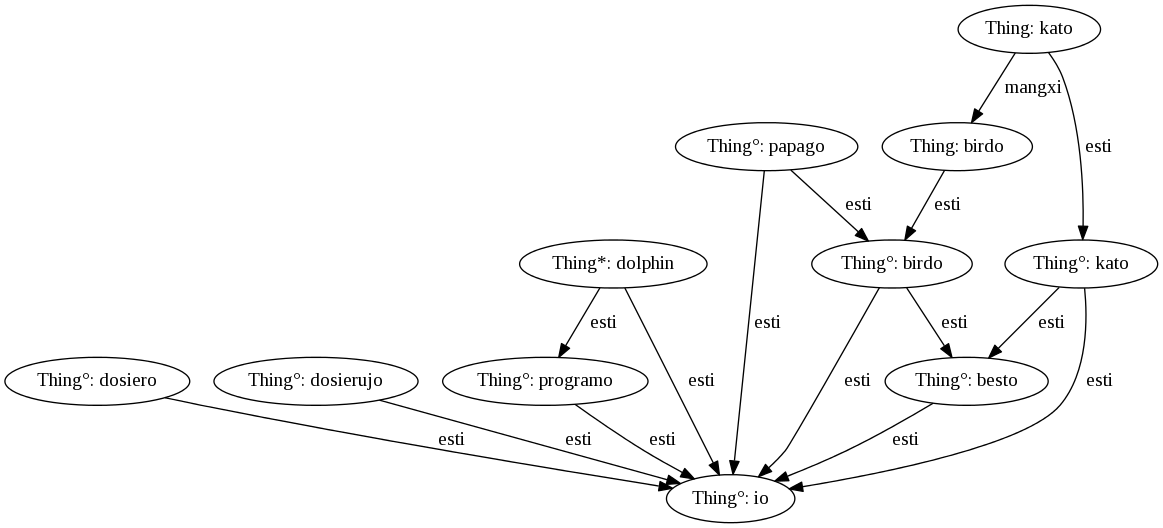 Thing: kato
mangxi
Thing°: papago
Thing: birdo
esti
esti
esti
Thing*: dolphin
Thing°: birdo
Thing°: kato
esti
esti
esti
esti
Thing°: dosiero
Thing°: dosierujo
Thing°: programo
esti
esti
Thing°: besto
esti
esti
esti
esti
esti
Thing°: io